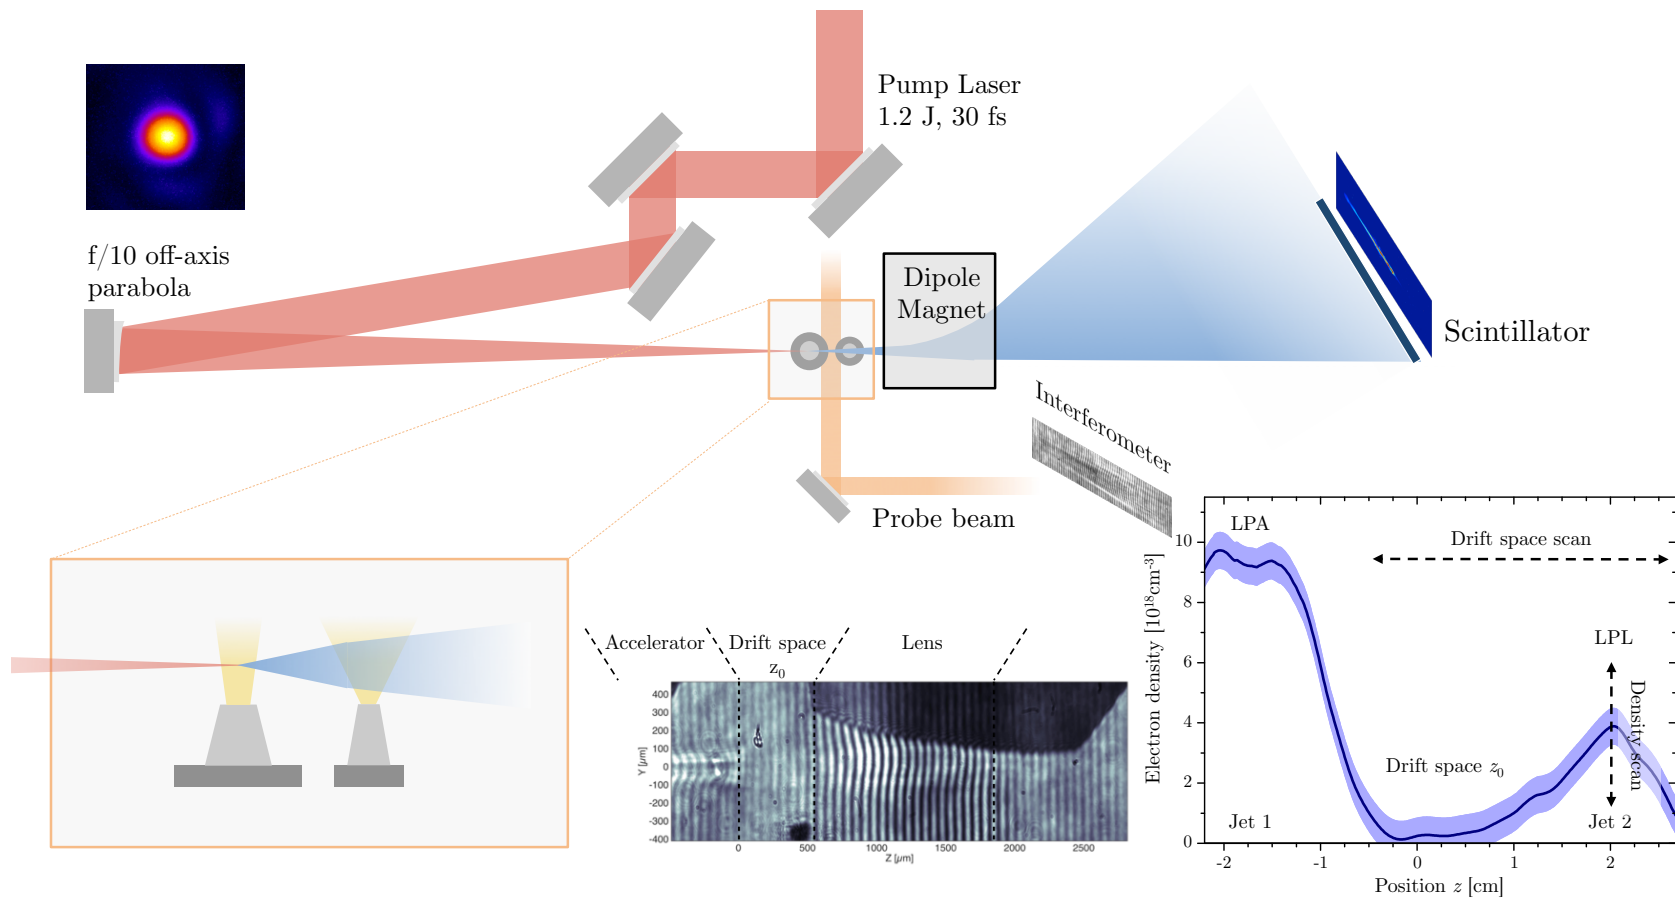 Pump Laser
1.2 J, 30 fs
f/10 off-axis
parabola
Dipole
Magnet
Scintillator
Interferometer
Probe beam
Accelerator
Drift space
z₀
Lens
400
300
200
100
0
-100
-200
-300
-400
Y [µm]
0
500
1000
1500
2000
2500
Z [µm]
LPA
Drift space scan
LPL
Density scan
Drift space z₀
Jet 1
Jet 2
Electron density [10¹⁸cm⁻³]
10
8
6
4
2
0
-2
-1
0
1
2
Position z [cm]